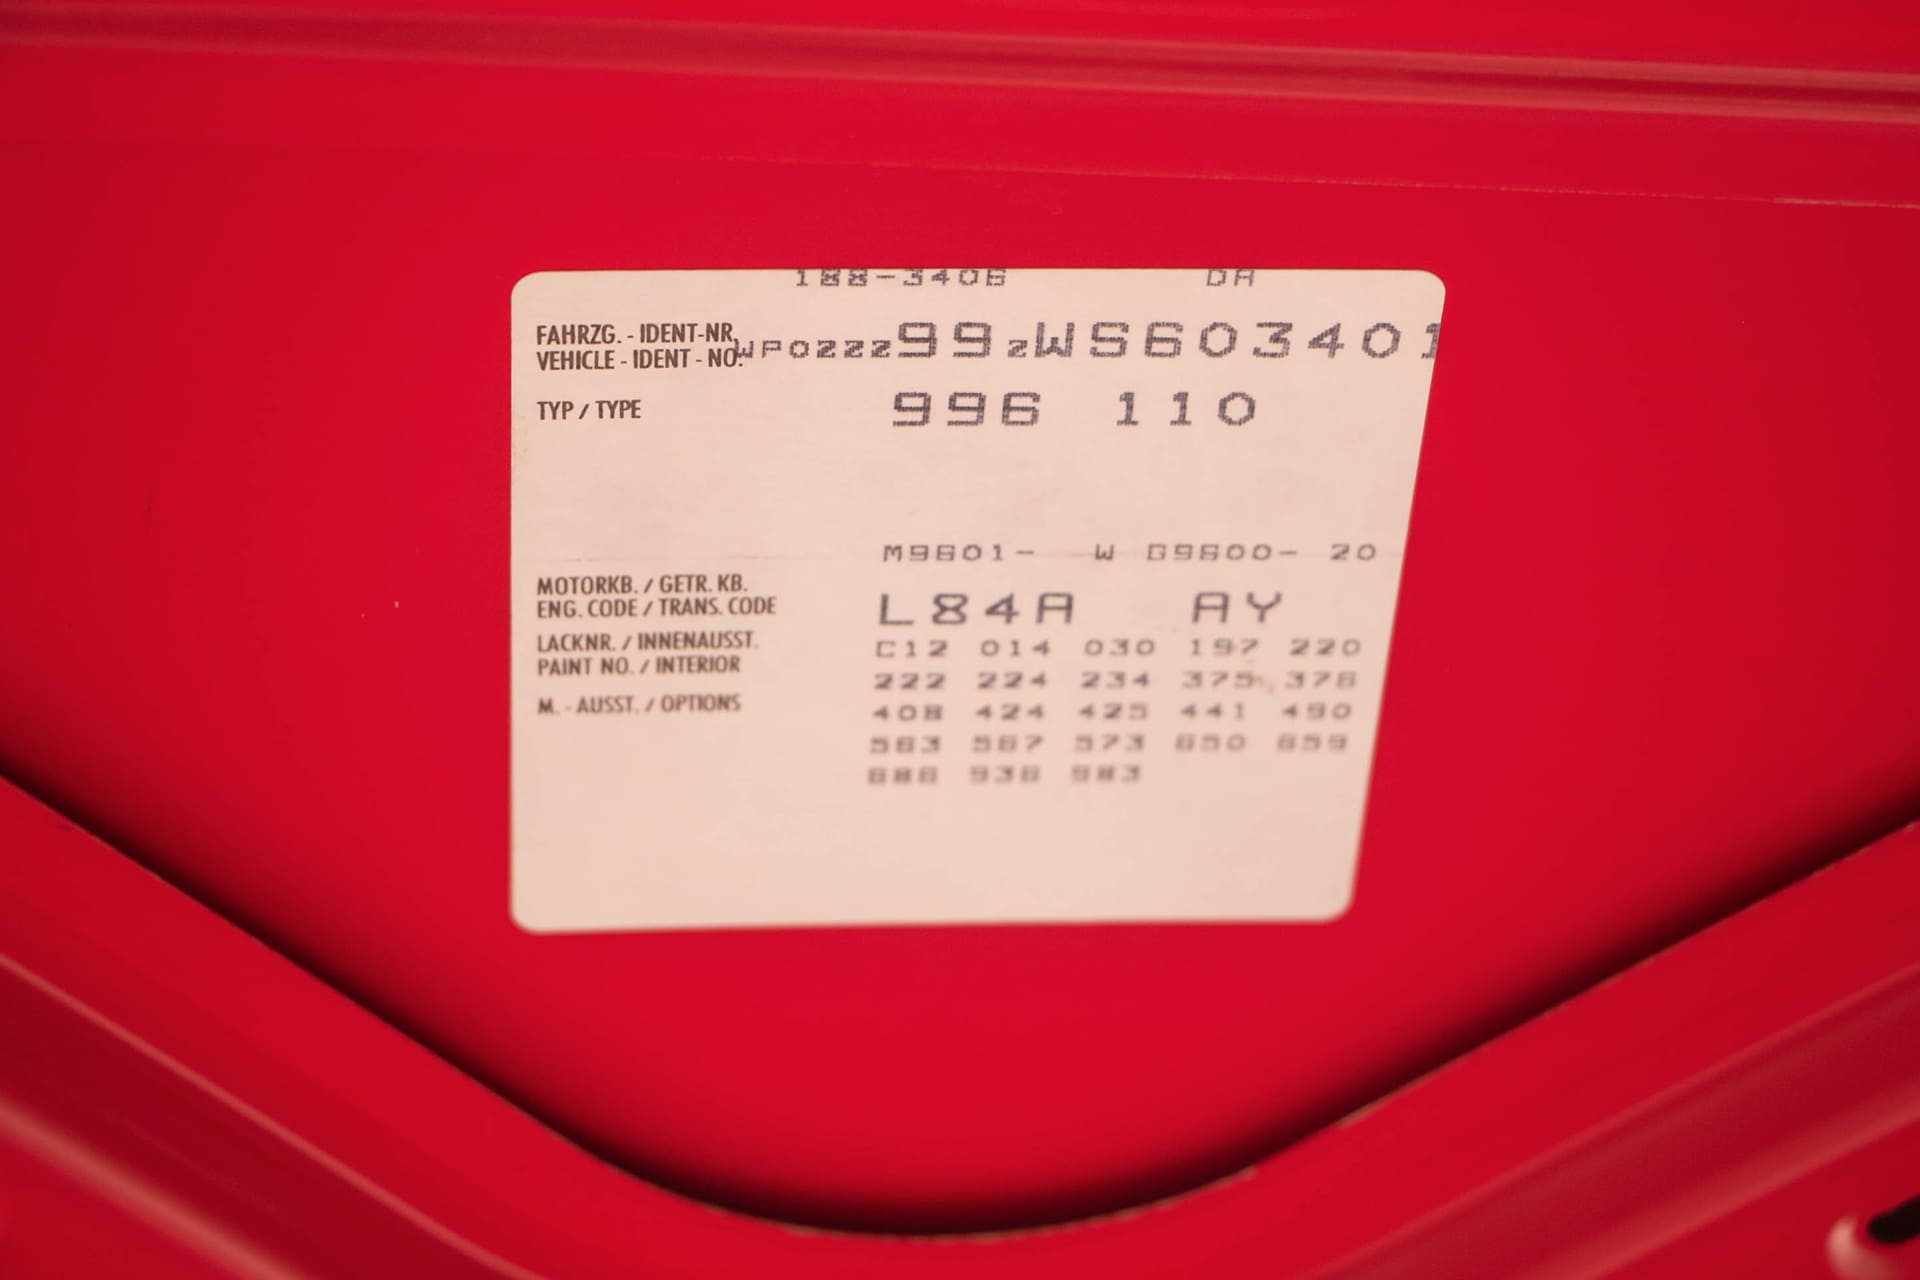 188-3406 DA
FAHRZG. - IDENT-NR.
VEHICLE - IDENT - NO. WP0ZZZ99ZWS603401
TYP / TYPE 996 110
M9601- W G9600- 20
MOTORKB. / GETR. KB.
ENG. CODE / TRANS. CODE L84A AY
LACKNR. / INNENAUSST. C12 014 030 197 220
PAINT NO. / INTERIOR 222 224 234 375 376
M. - AUSST. / OPTIONS 408 424 425 441 490
563 567 573 650 659
686 936 983